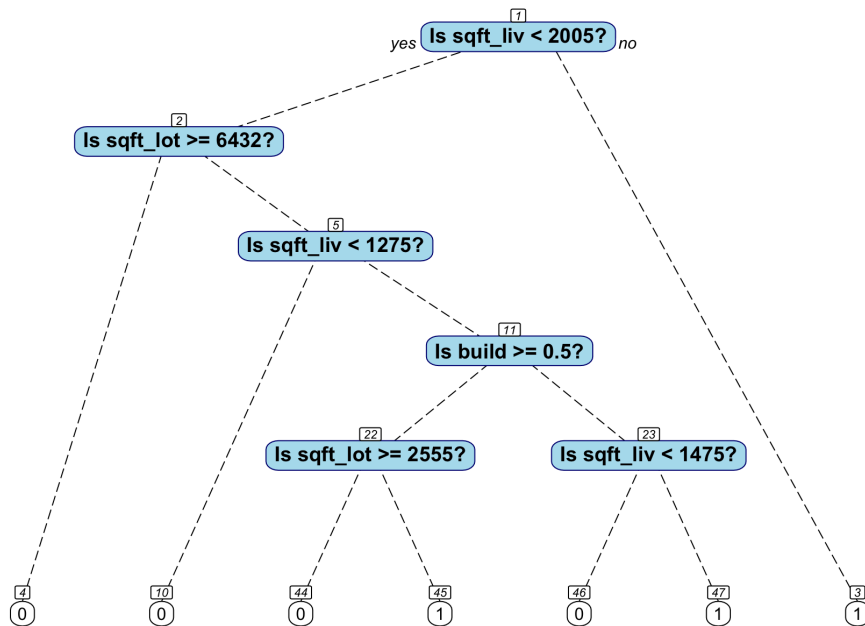 1
Is sqft_liv < 2005?
yes
no
2
Is sqft_lot >= 6432?
5
Is sqft_liv < 1275?
11
Is build >= 0.5?
22
23
Is sqft_lot >= 2555?
Is sqft_liv < 1475?
4
10
44
45
46
47
3
0
0
0
1
0
1
1